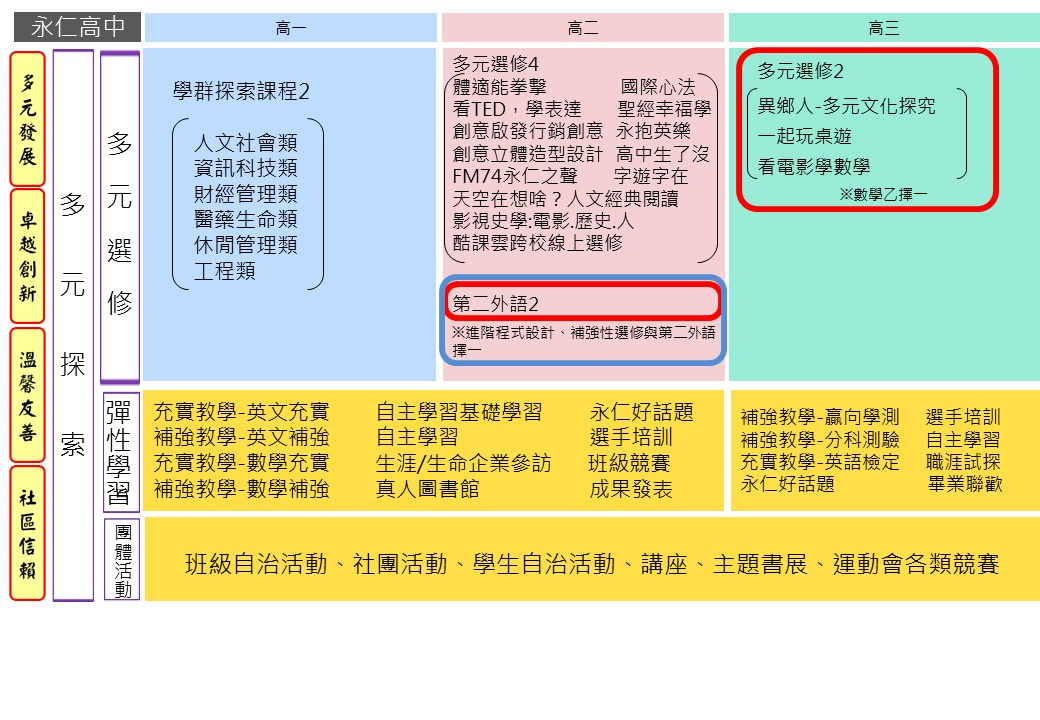 永仁高中
高一
高二
高三
多元發展
卓越創新
溫馨友善
社區信賴
多元探索
多元選修
學群探索課程2
人文社會類
資訊科技類
財經管理類
醫藥生命類
休閒管理類
工程類
多元選修4
體適能拳擊 國際心法
看TED，學表達 聖經幸福學
創意啟發行銷創意 永抱英樂
創意立體造型設計 高中生了沒
FM74永仁之聲 字遊字在
天空在想啥？人文經典閱讀
影視史學:電影.歷史.人
酷課雲跨校線上選修
第二外語2
※進階程式設計、補強性選修與第二外語
擇一
多元選修2
異鄉人-多元文化探究
一起玩桌遊
看電影學數學
※數學乙擇一
彈性學習
充實教學-英文充實 自主學習基礎學習 永仁好話題
補強教學-英文補強 自主學習 選手培訓
充實教學-數學充實 生涯/生命企業參訪 班級競賽
補強教學-數學補強 真人圖書館 成果發表
補強教學-贏向學測 選手培訓
補強教學-分科測驗 自主學習
充實教學-英語檢定 職涯試探
永仁好話題 畢業聯歡
團體活動
班級自治活動、社團活動、學生自治活動、講座、主題書展、運動會各類競賽